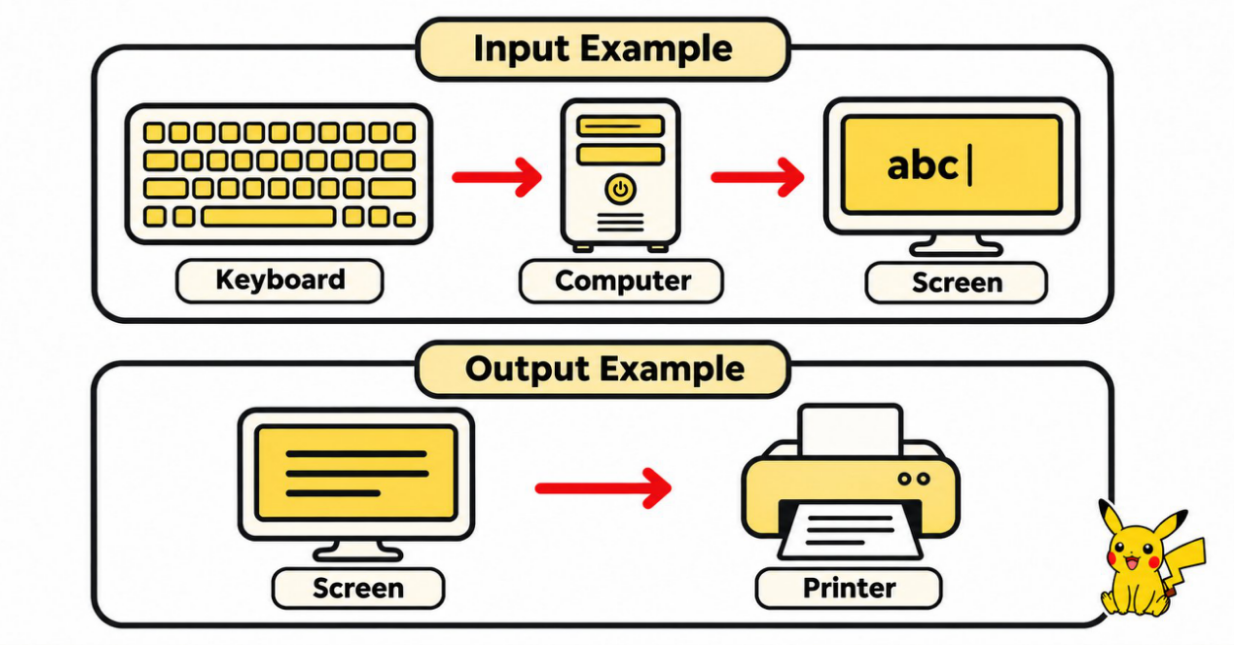 Input Example
abc
Keyboard
Computer
Screen
Output Example
Screen
Printer